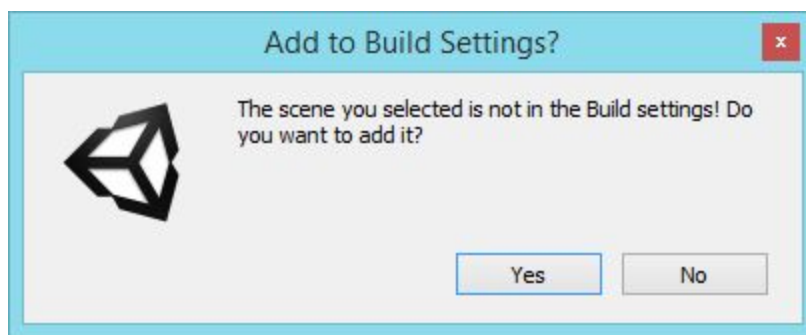 Add to Build Settings?
x
The scene you selected is not in the Build settings! Do
you want to add it?
Yes
No